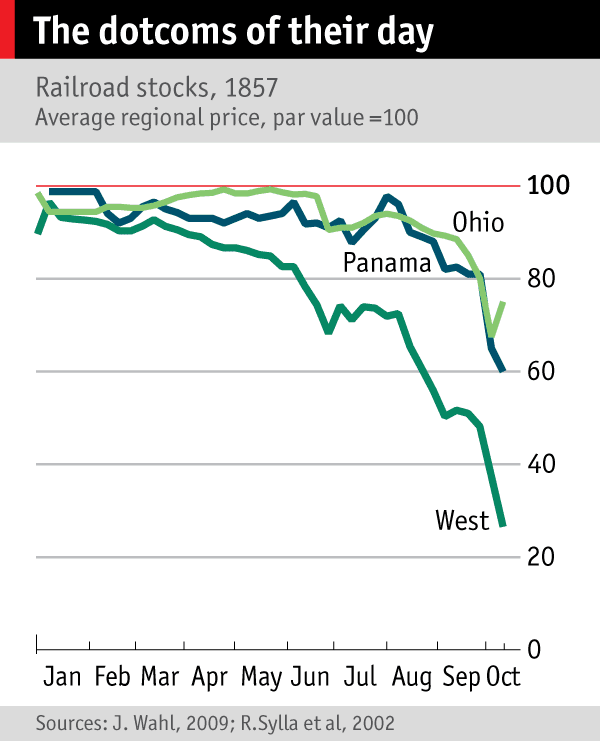 The dotcoms of their day
Railroad stocks, 1857
Average regional price, par value =100
100
Ohio
Panama
80
60
40
West
20
0
Jan Feb Mar Apr May Jun Jul Aug Sep Oct
Sources: J. Wahl, 2009; R.Sylla et al, 2002